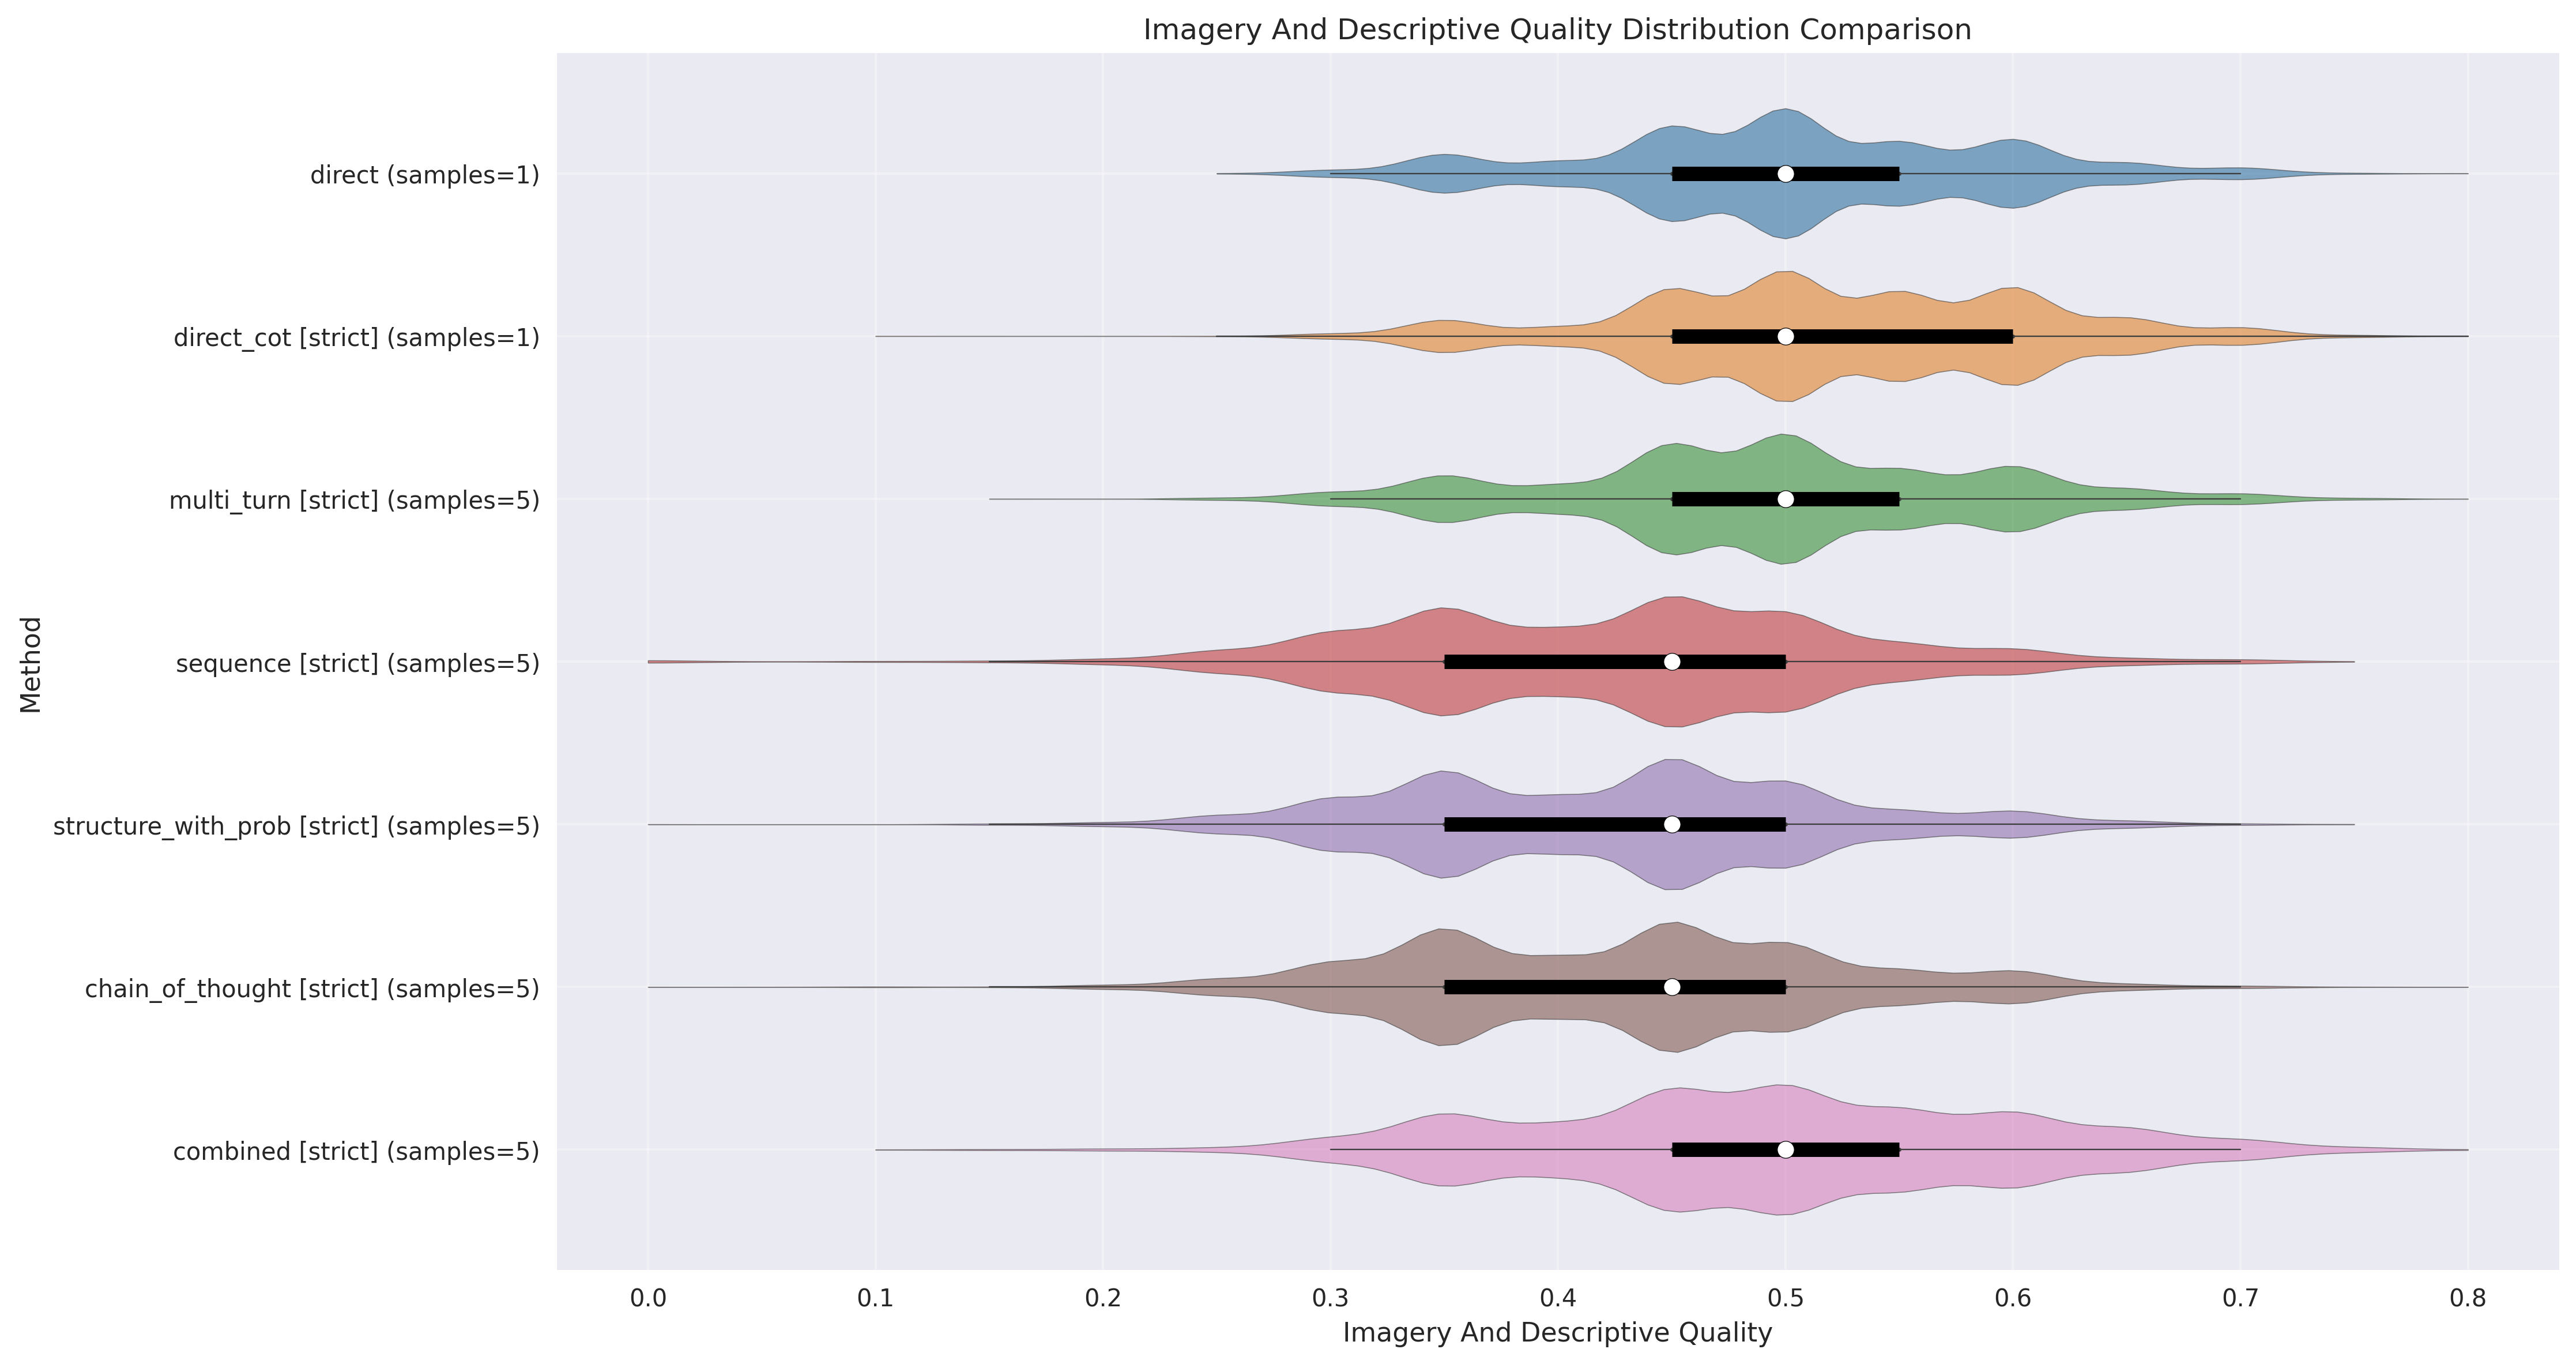 Imagery And Descriptive Quality Distribution Comparison
Method
direct (samples=1)
direct_cot [strict] (samples=1)
multi_turn [strict] (samples=5)
sequence [strict] (samples=5)
structure_with_prob [strict] (samples=5)
chain_of_thought [strict] (samples=5)
combined [strict] (samples=5)
0.0 0.1 0.2 0.3 0.4 0.5 0.6 0.7 0.8
Imagery And Descriptive Quality